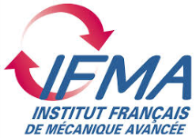 IFMA
INSTITUT FRANÇAIS
DE MÉCANIQUE AVANCÉE